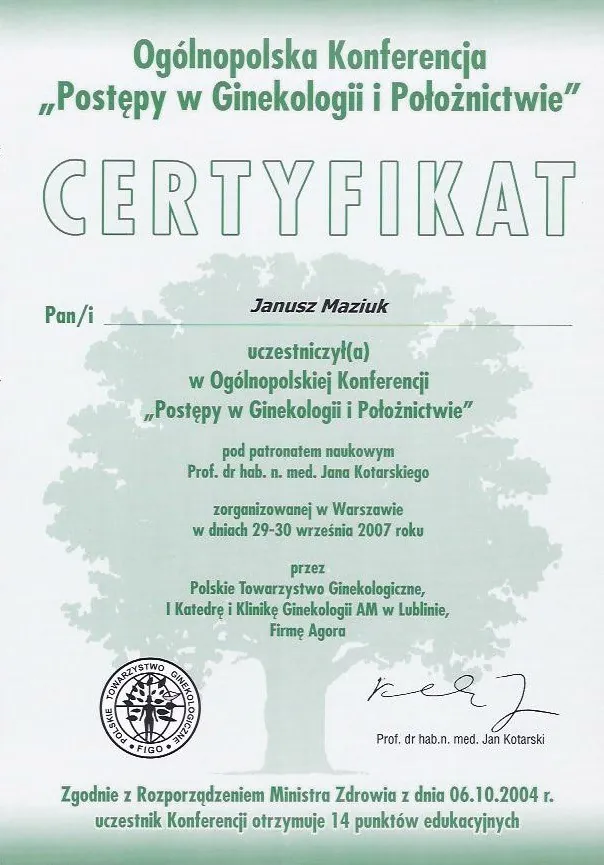 Ogólnopolska Konferencja
„Postępy w Ginekologii i Położnictwie”
CERTYFIKAT
Pan/i Janusz Maziuk
uczestniczył(a)
w Ogólnopolskiej Konferencji
„Postępy w Ginekologii i Położnictwie”
pod patronatem naukowym
Prof. dr hab. n. med. Jana Kotarskiego
zorganizowanej w Warszawie
w dniach 29-30 września 2007 roku
przez
Polskie Towarzystwo Ginekologiczne,
I Katedrę i Klinikę Ginekologii AM w Lublinie,
Firmę Agora
POLSKIE TOWARZYSTWO GINEKOLOGICZNE
• FIGO •
Prof. dr hab.n. med. Jan Kotarski
Zgodnie z Rozporządzeniem Ministra Zdrowia z dnia 06.10.2004 r.
uczestnik Konferencji otrzymuje 14 punktów edukacyjnych